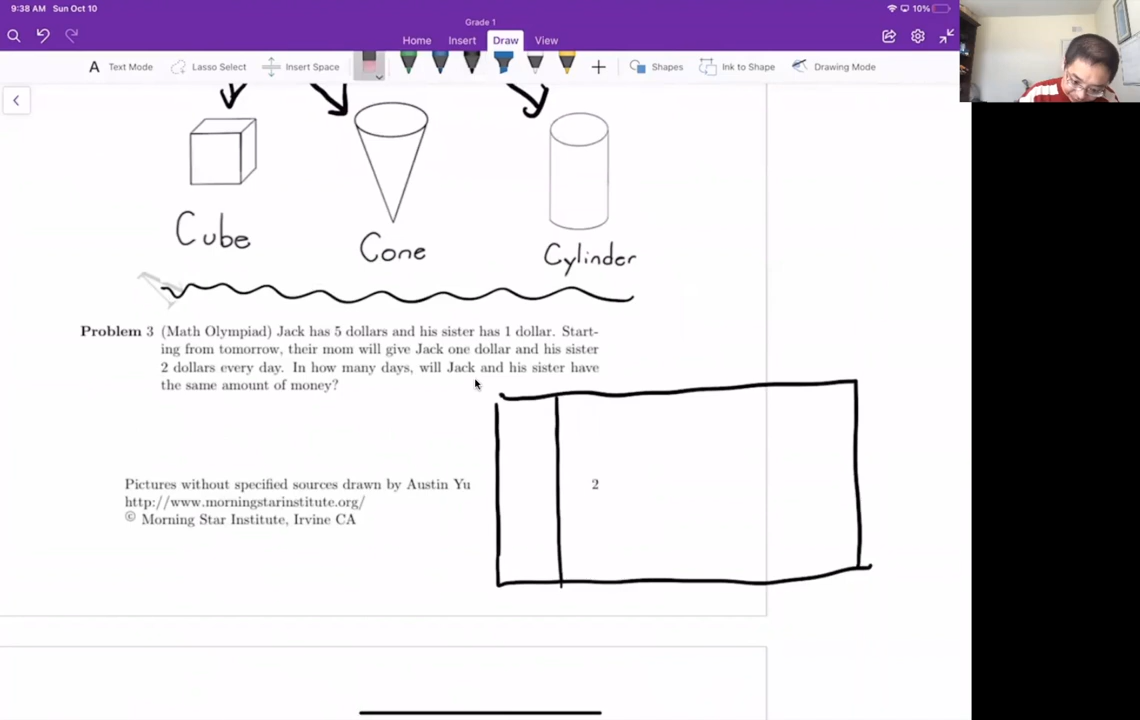 9:38 AM Sun Oct 10
10%
Grade 1
Home Insert Draw View
Text Mode Lasso Select Insert Space Shapes Ink to Shape Drawing Mode
Cube
Cone
Cylinder
Problem 3 (Math Olympiad) Jack has 5 dollars and his sister has 1 dollar. Start-
ing from tomorrow, their mom will give Jack one dollar and his sister
2 dollars every day. In how many days, will Jack and his sister have
the same amount of money?
Pictures without specified sources drawn by Austin Yu
http://www.morningstarinstitute.org/
© Morning Star Institute, Irvine CA
2